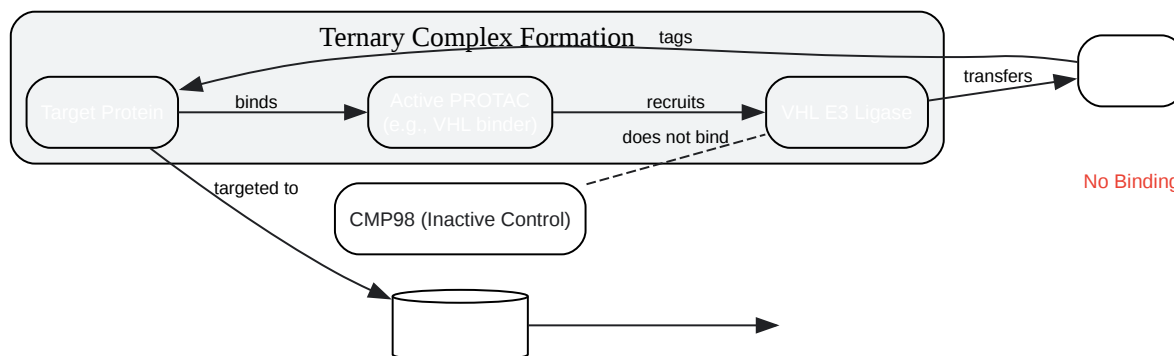 Ternary Complex Formation
tags
Target Protein
binds
Active PROTAC
(e.g., VHL binder)
recruits
VHL E3 Ligase
transfers
does not bind
targeted to
CMP98 (Inactive Control)
No Binding